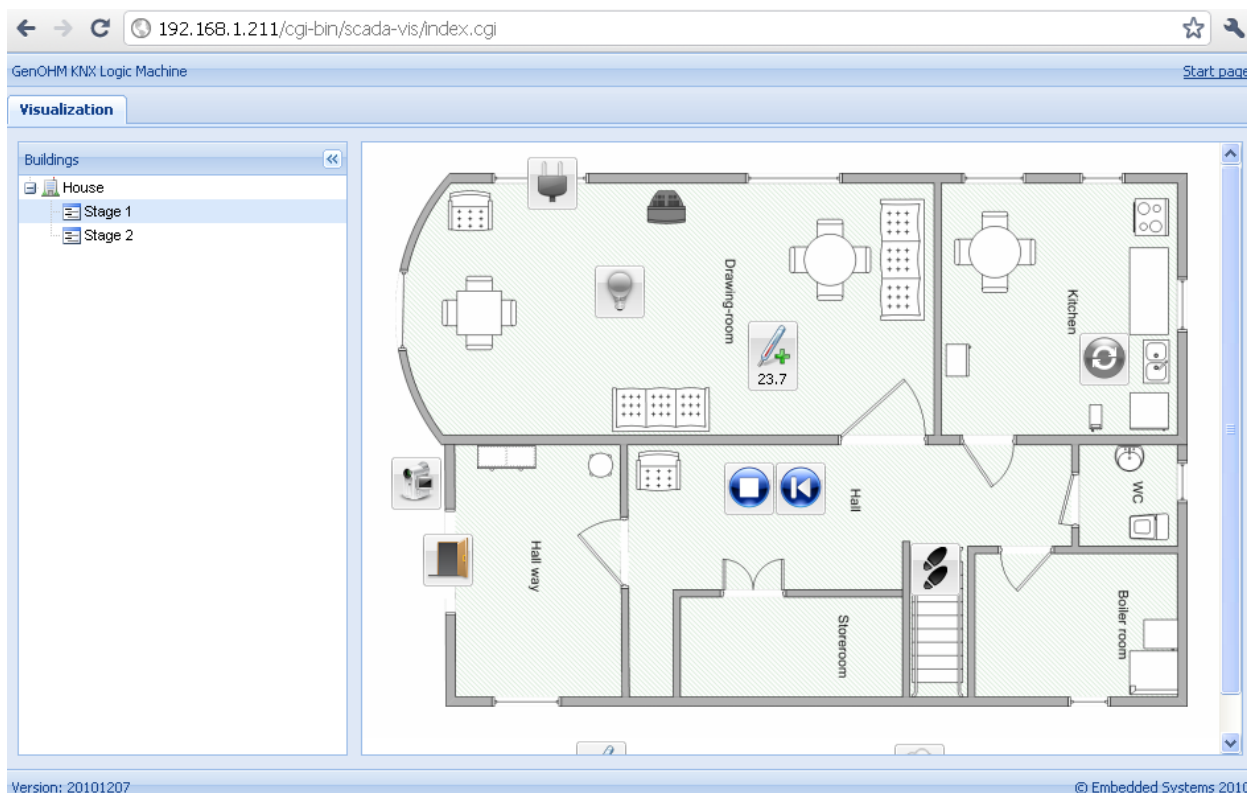 192.168.1.211/cgi-bin/scada-vis/index.cgi
GenOHM KNX Logic Machine
Start page
Visualization
Buildings
House
Stage 1
Stage 2
Drawing-room
Kitchen
23.7
Hall
WC
Hall way
Storeroom
Boiler room
Version: 20101207
© Embedded Systems 2010